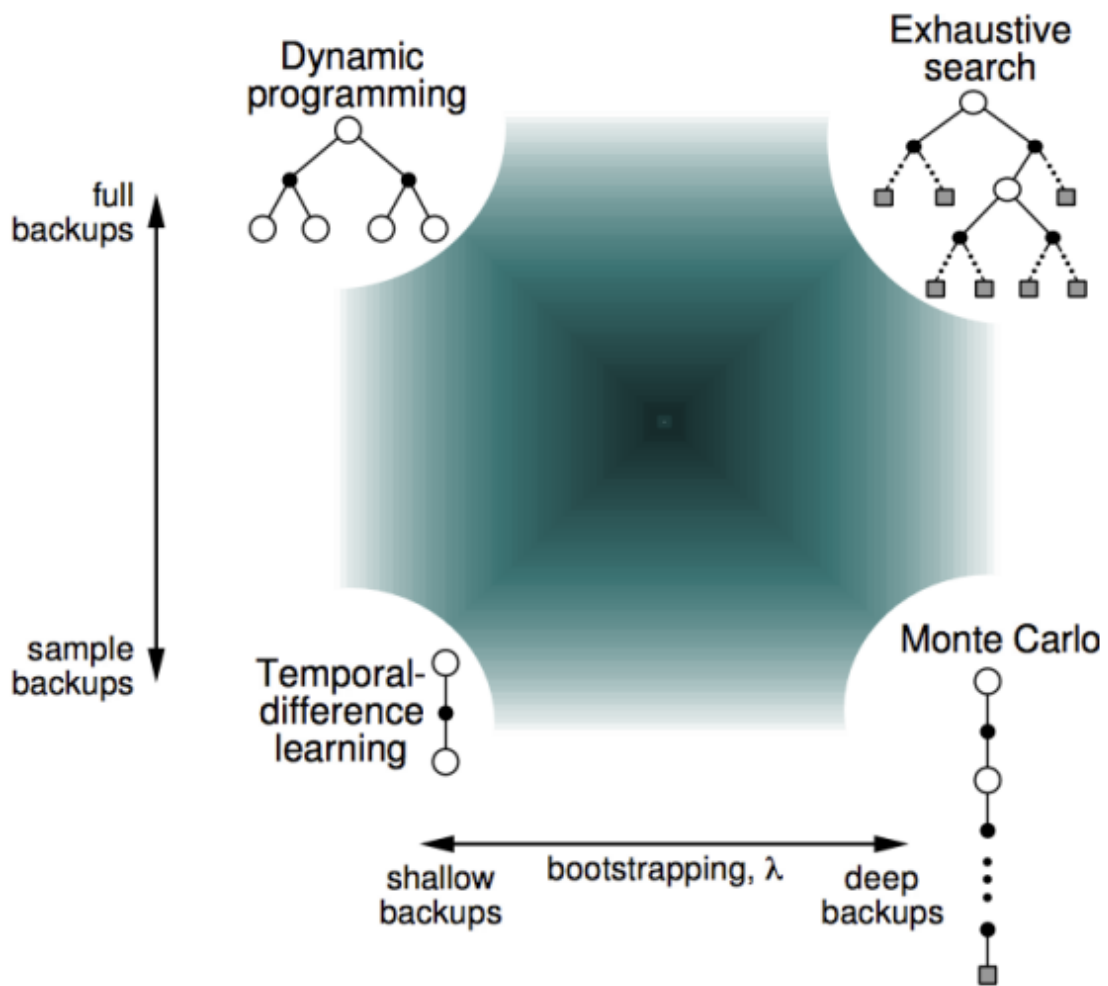 Dynamic
programming
Exhaustive
search
full
backups
sample
backups
Temporal-
difference
learning
Monte Carlo
shallow
backups
bootstrapping, λ
deep
backups